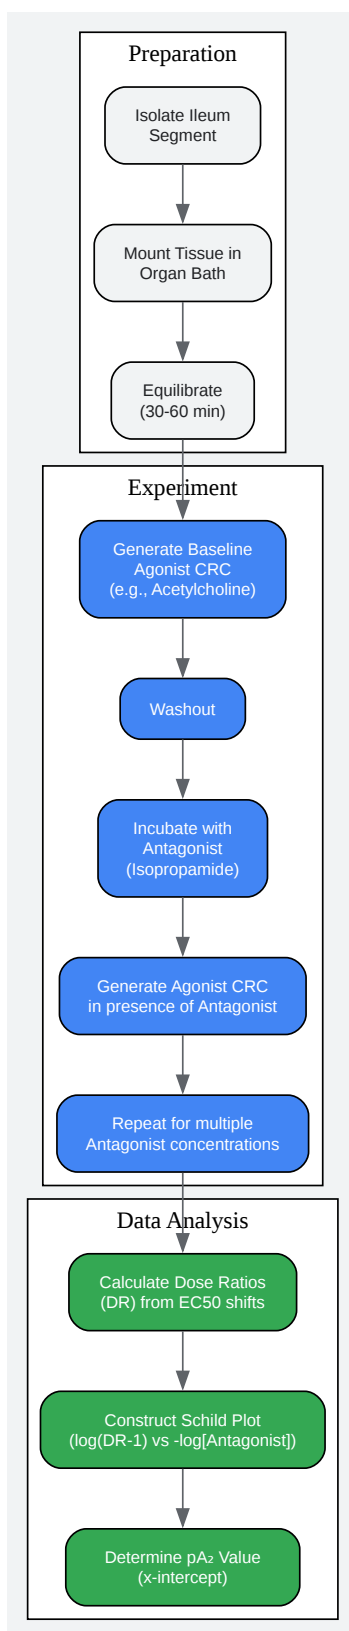 Preparation
Isolate Ileum
Segment
Mount Tissue in
Organ Bath
Equilibrate
(30-60 min)
Experiment
Generate Baseline
Agonist CRC
(e.g., Acetylcholine)
Washout
Incubate with
Antagonist
(Isopropamide)
Generate Agonist CRC
in presence of Antagonist
Repeat for multiple
Antagonist concentrations
Data Analysis
Calculate Dose Ratios
(DR) from EC50 shifts
Construct Schild Plot
(log(DR-1) vs -log[Antagonist])
Determine pA₂ Value
(x-intercept)